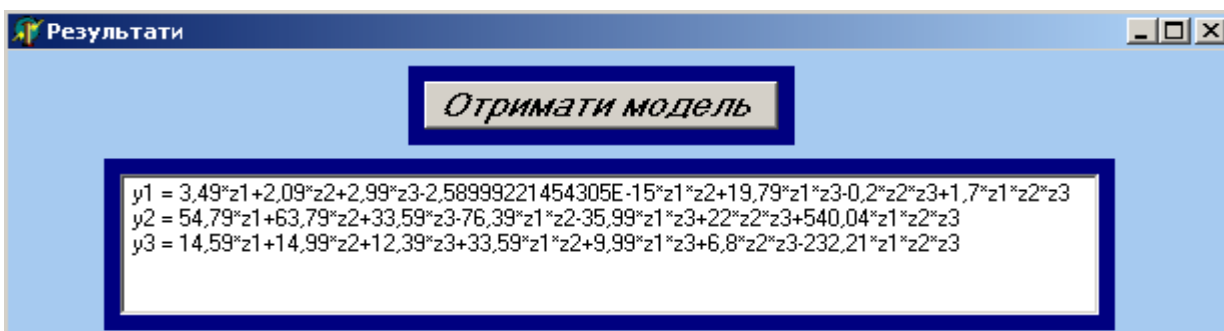 Результати
Отримати модель
y1 = 3,49*z1+2,09*z2+2,99*z3-2,58999221454305E-15*z1*z2+19,79*z1*z3-0,2*z2*z3+1,7*z1*z2*z3
y2 = 54,79*z1+63,79*z2+33,59*z3-76,39*z1*z2-35,99*z1*z3+22*z2*z3+540,04*z1*z2*z3
y3 = 14,59*z1+14,99*z2+12,39*z3+33,59*z1*z2+9,99*z1*z3+6,8*z2*z3-232,21*z1*z2*z3